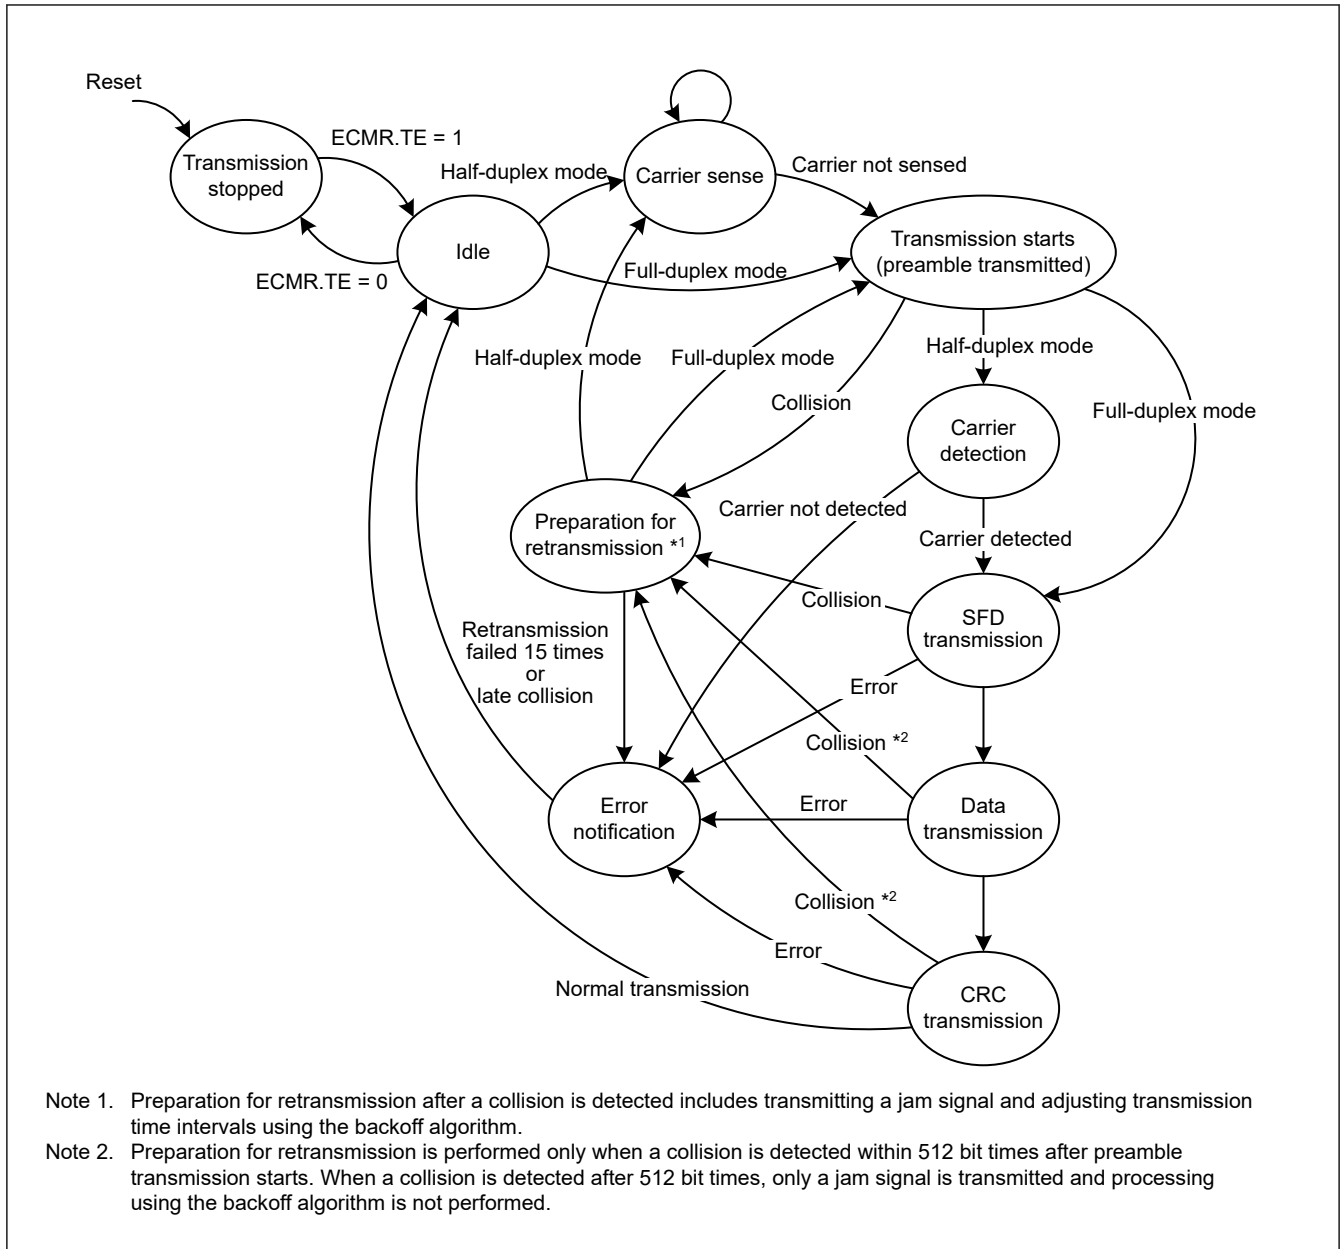 Reset
ECMR.TE = 1
Transmission
stopped
Half-duplex mode
Carrier sense
Carrier not sensed
Idle
Transmission starts
(preamble transmitted)
ECMR.TE = 0
Full-duplex mode
Half-duplex mode
Half-duplex mode
Full-duplex mode
Collision
Full-duplex mode
Carrier
detection
Carrier not detected
Preparation for
retransmission *1
Carrier detected
Collision
SFD
transmission
Retransmission
failed 15 times
or
late collision
Error
Collision *2
Error
notification
Error
Data
transmission
Collision *2
Error
Normal transmission
CRC
transmission
Note 1. Preparation for retransmission after a collision is detected includes transmitting a jam signal and adjusting transmission
time intervals using the backoff algorithm.
Note 2. Preparation for retransmission is performed only when a collision is detected within 512 bit times after preamble
transmission starts. When a collision is detected after 512 bit times, only a jam signal is transmitted and processing
using the backoff algorithm is not performed.